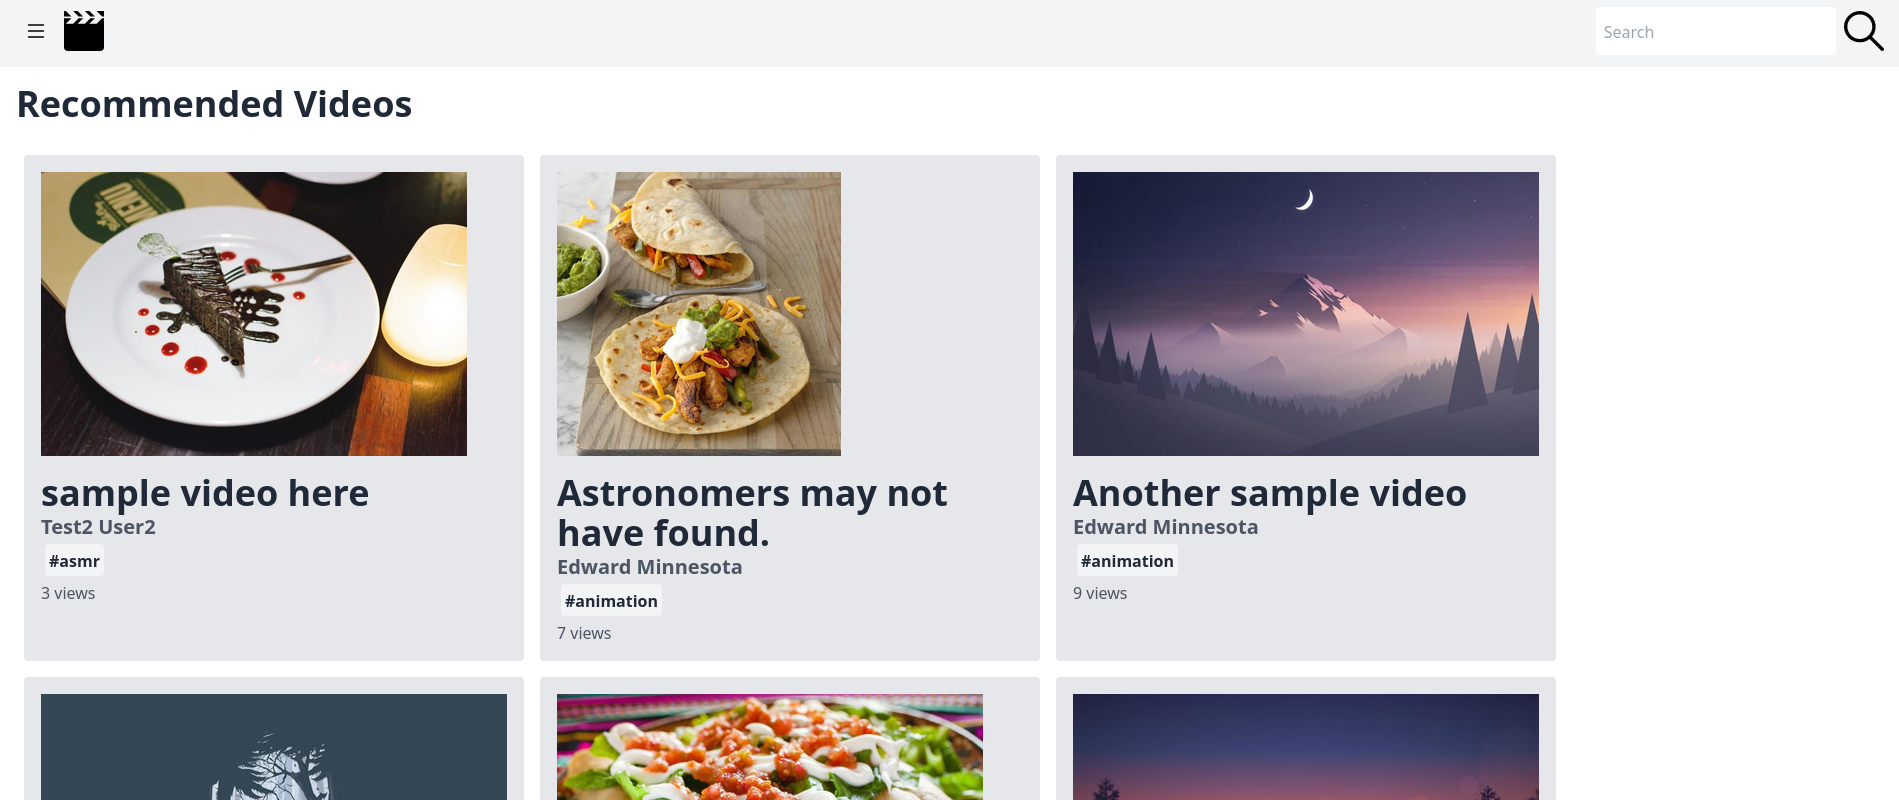 Search
Recommended Videos
MENU
sample video here
Test2 User2
#asmr
3 views
Astronomers may not
have found.
Edward Minnesota
#animation
7 views
Another sample video
Edward Minnesota
#animation
9 views